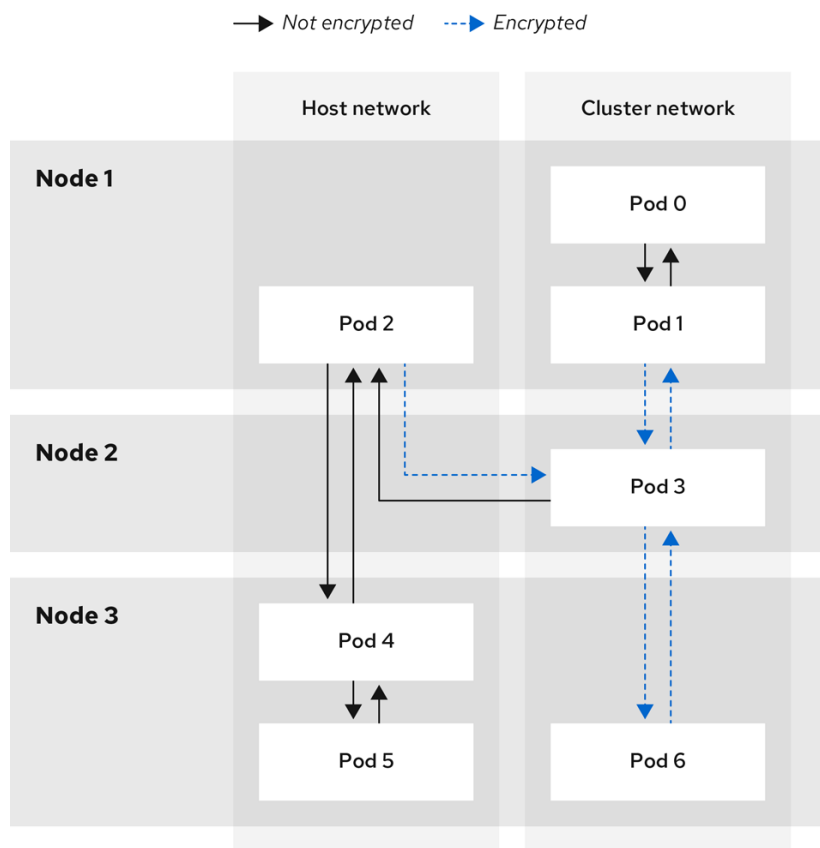 Not encrypted
Encrypted
Host network
Cluster network
Node 1
Pod 0
Pod 2
Pod 1
Node 2
Pod 3
Node 3
Pod 4
Pod 5
Pod 6